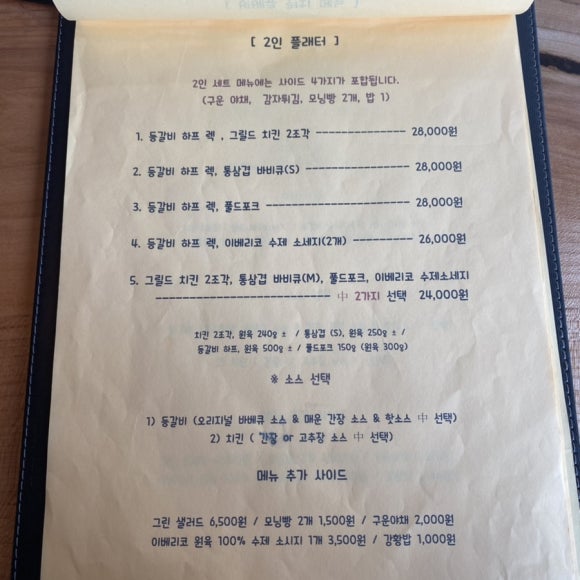 [ 2인 플래터 ]
2인 세트 메뉴에는 사이드 4가지가 포합됩니다.
(구운 야채, 감자튀김, 모닝빵 2개, 밥 1)
1. 등갈비 하프 렉 , 그릴드 치킨 2조각 -------------- 28,000원
2. 등갈비 하프 렉, 통삼겹 바비큐(S) ---------------- 28,000원
3. 등갈비 하프 렉, 풀드포크 ---------------------- 28,000원
4. 등갈비 하프 렉, 이베리코 수제 소세지(2개) --------- 26,000원
5. 그릴드 치킨 2조각, 통삼겹 바비큐(M), 풀드포크, 이베리코 수제소세지
-------------------------- 中 2가지 선택 24,000원
치킨 2조각, 원육 240g ± / 통삼겹 (S), 원육 250g ± /
등갈비 하프, 원육 500g ± / 풀드포크 150g (원육 300g)
※ 소스 선택
1) 등갈비 (오리지널 바베큐 소스 & 매운 간장 소스 & 핫소스 中 선택)
2) 치킨 ( 간장 or 고추장 소스 中 선택)
메뉴 추가 사이드
그린 샐러드 6,500원 / 모닝빵 2개 1,500원 / 구운야채 2,000원
이베리코 원육 100% 수제 소시지 1개 3,500원 / 강황밥 1,000원